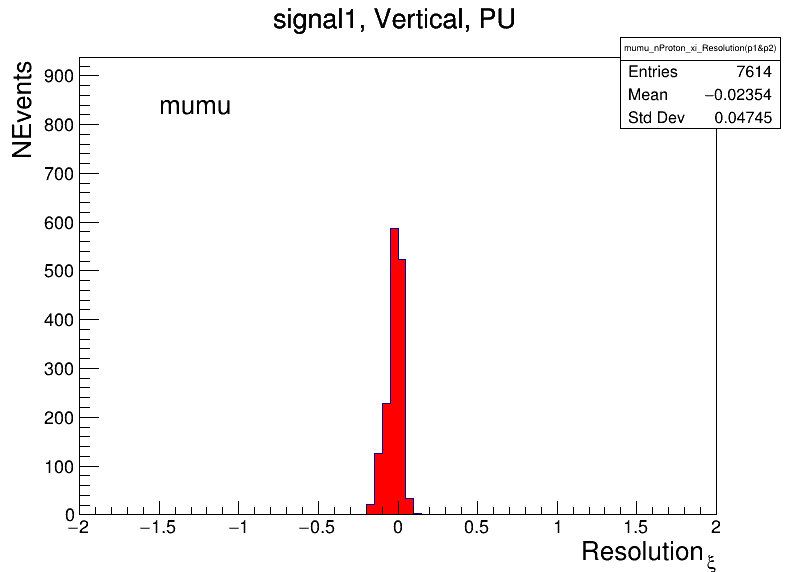 signal1, Vertical, PU
mumu_nProton_xi_Resolution(p1&p2)
Entries 7614
Mean −0.02354
Std Dev 0.04745
NEvents
mumu
900
800
700
600
500
400
300
200
100
0
−2 −1.5 −1 −0.5 0 0.5 1 1.5 2
Resolution ξ